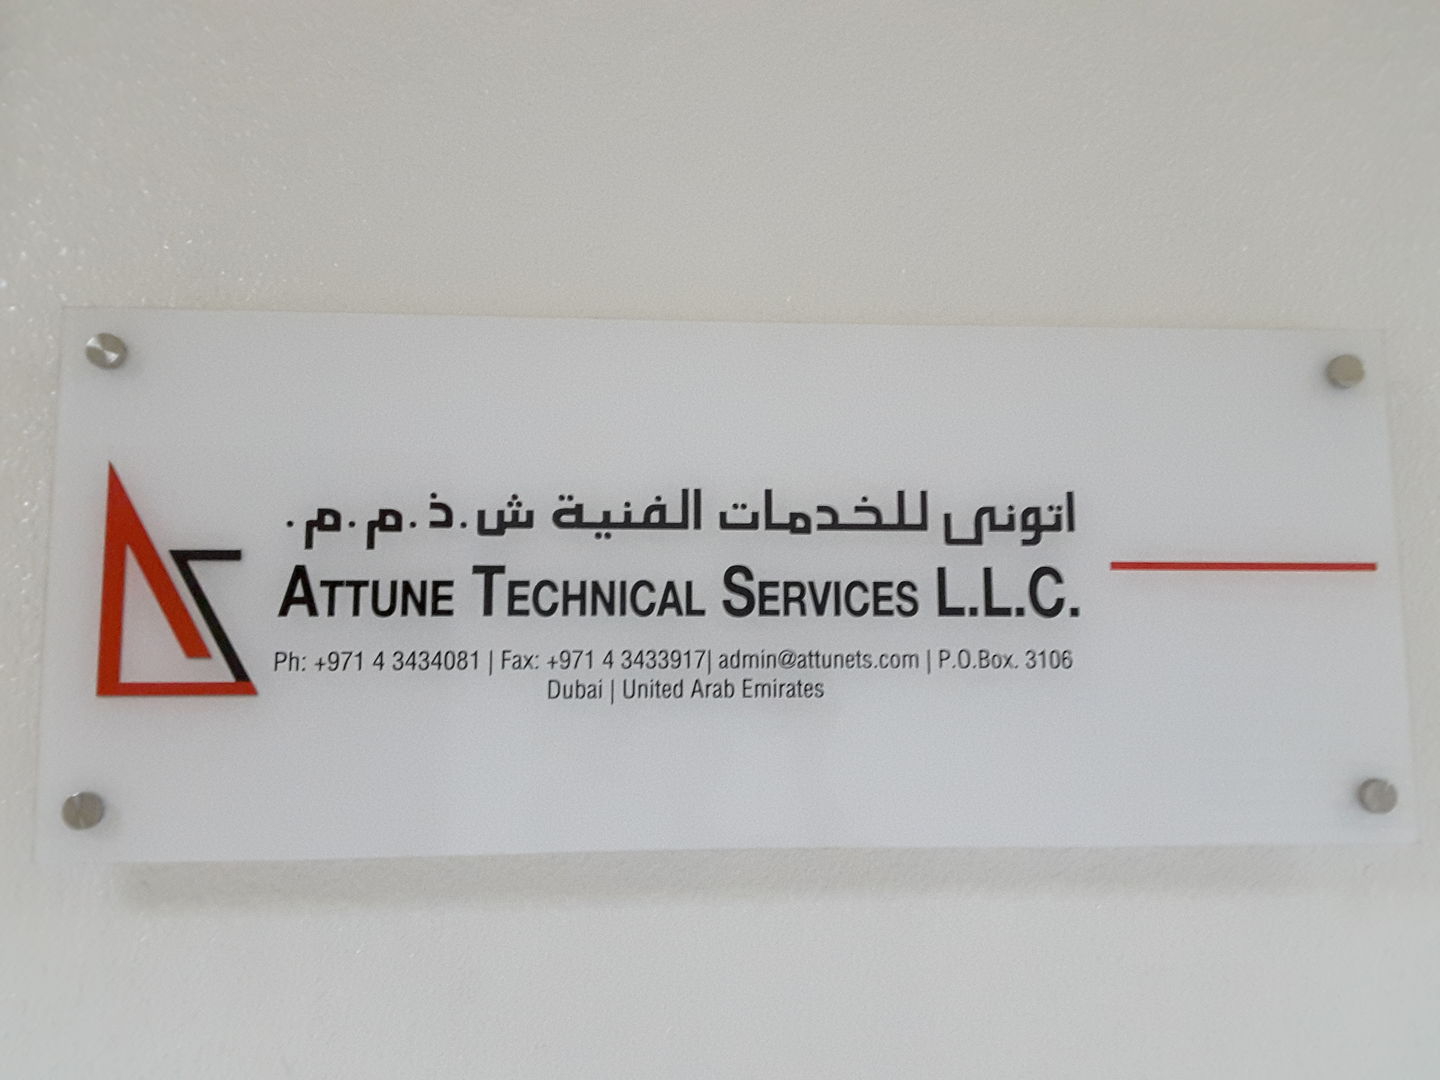 اتونى للخدمات الفنية ش.ذ.م.م.
ATTUNE TECHNICAL SERVICES L.L.C.
Ph: +971 4 3434081 | Fax: +971 4 3433917| admin@attunets.com | P.O.Box. 3106
Dubai | United Arab Emirates